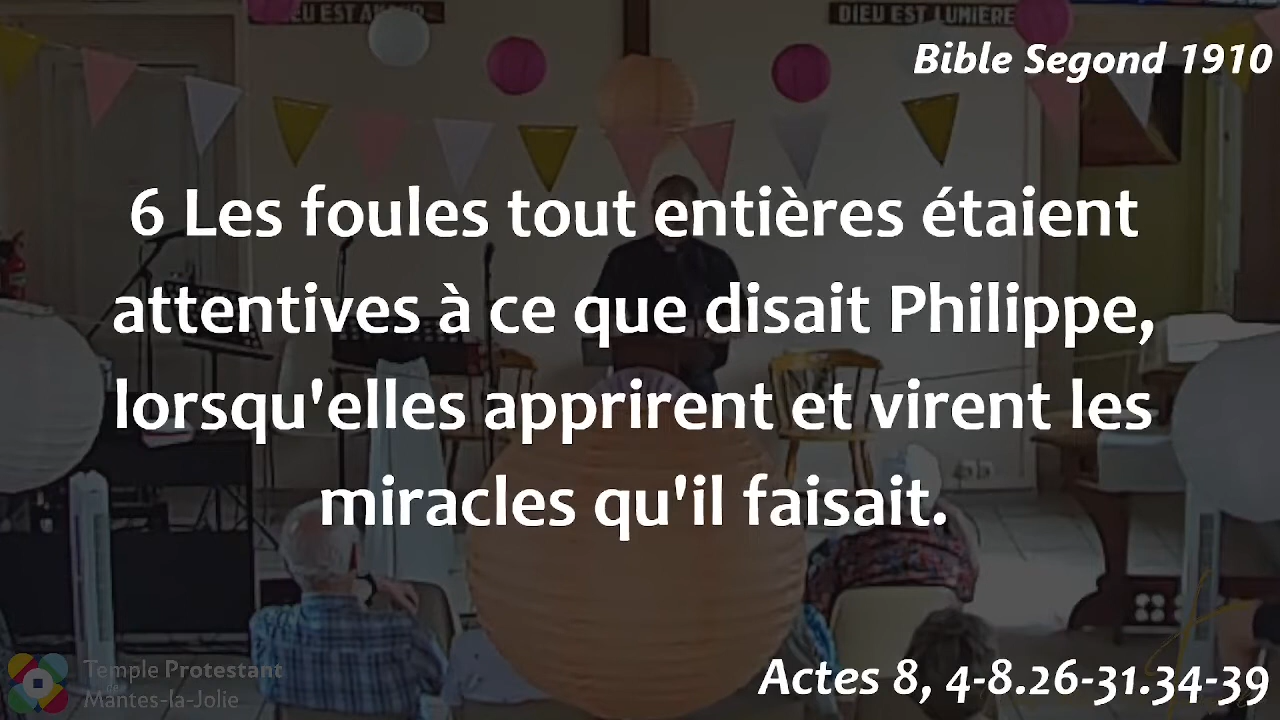 EU EST AMOUR
DIEU EST LUMIERE
Bible Segond 1910
6 Les foules tout entières étaient
attentives à ce que disait Philippe,
lorsqu'elles apprirent et virent les
miracles qu'il faisait.
Temple Protestant
de
Mantes-la-Jolie
Actes 8, 4-8.26-31.34-39